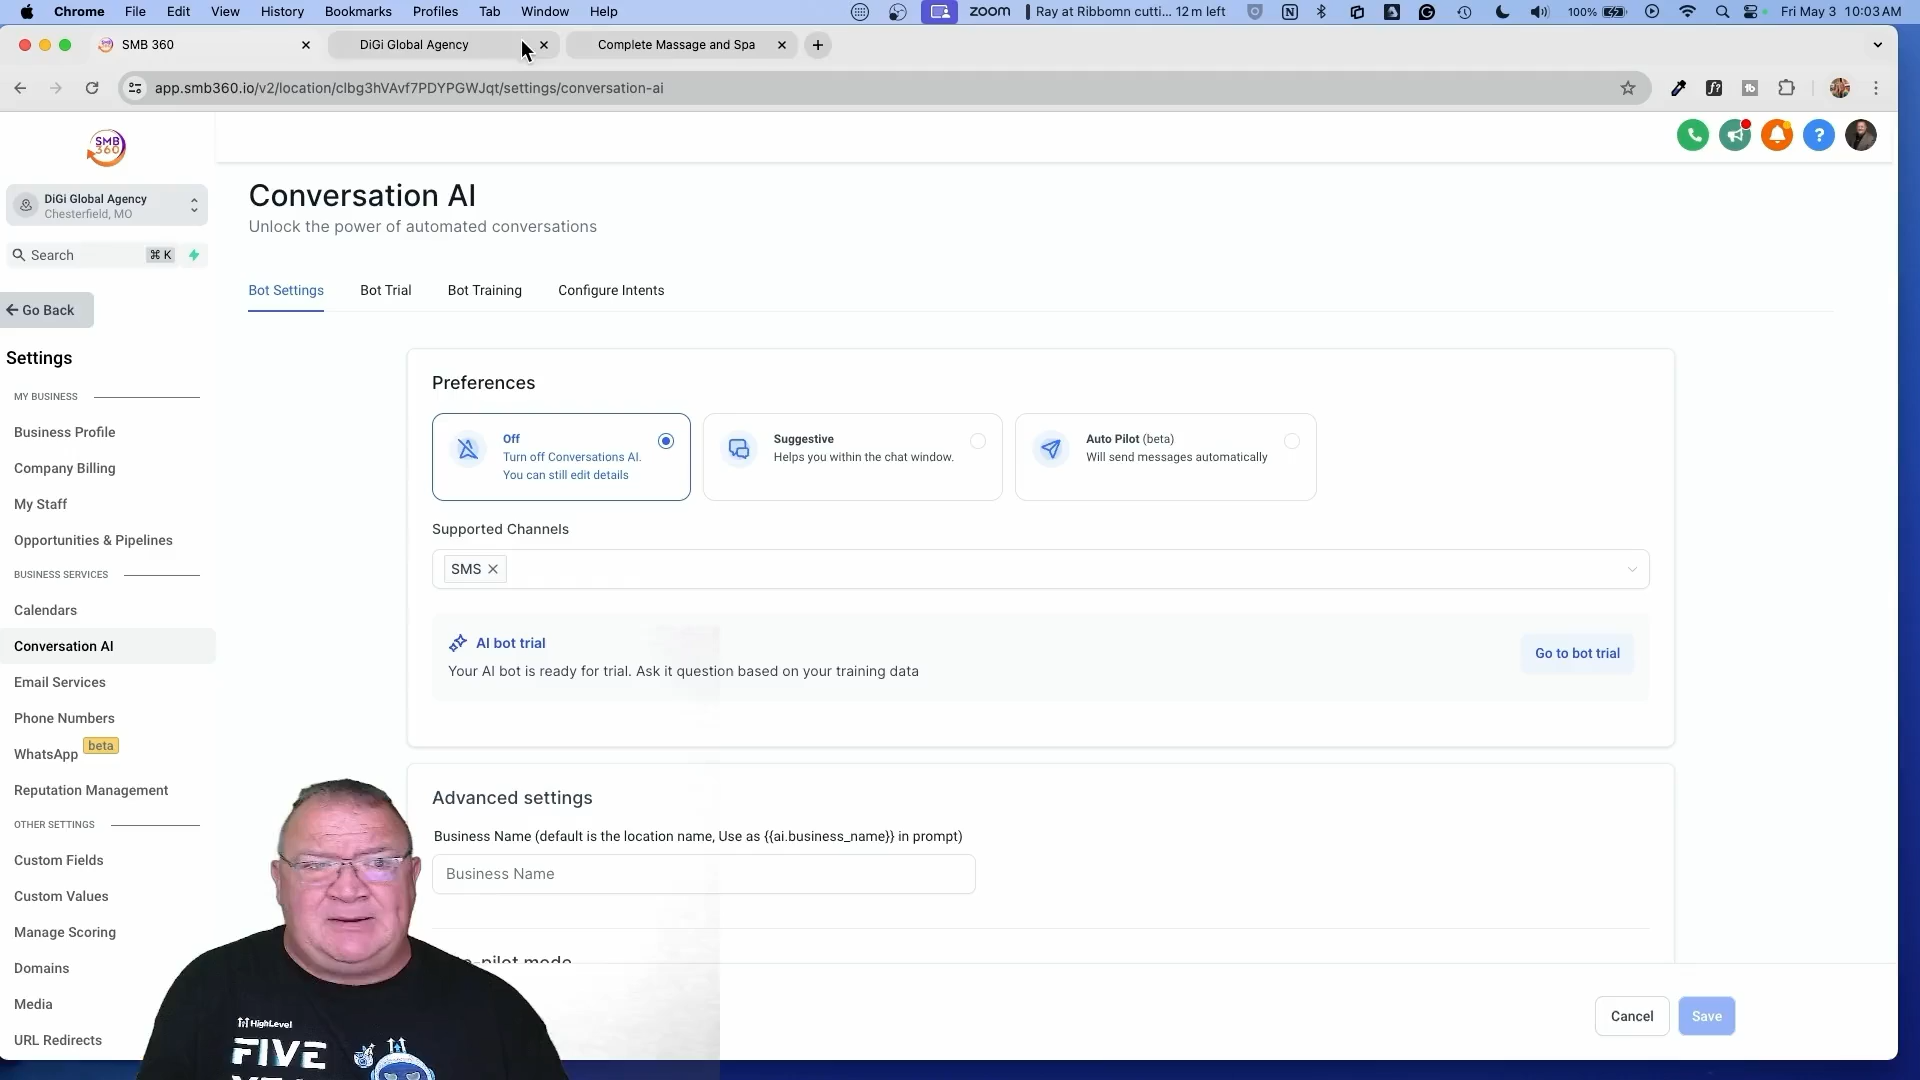 Chrome File Edit View History Bookmarks Profiles Tab Window Help
zoom Ray at Ribbomn cutti... 12 m left 100% Fri May 3 10:03 AM
SMB 360
DiGi Global Agency
Complete Massage and Spa
app.smb360.io/v2/location/clbg3hVAvf7PDYPGWJqt/settings/conversation-ai
SMB
360
DiGi Global Agency
Chesterfield, MO
Search ⌘ K
Go Back
Settings
MY BUSINESS
Business Profile
Company Billing
My Staff
Opportunities & Pipelines
BUSINESS SERVICES
Calendars
Conversation AI
Email Services
Phone Numbers
WhatsApp beta
Reputation Management
OTHER SETTINGS
Custom Fields
Custom Values
Manage Scoring
Domains
Media
URL Redirects
Conversation AI
Unlock the power of automated conversations
Bot Settings Bot Trial Bot Training Configure Intents
Preferences
Off
Turn off Conversations AI.
You can still edit details
Suggestive
Helps you within the chat window.
Auto Pilot (beta)
Will send messages automatically
Supported Channels
SMS
AI bot trial
Your AI bot is ready for trial. Ask it question based on your training data
Go to bot trial
Advanced settings
Business Name (default is the location name, Use as {{ai.business_name}} in prompt)
Business Name
-pilot mode
Cancel Save
HighLevel
FIVE